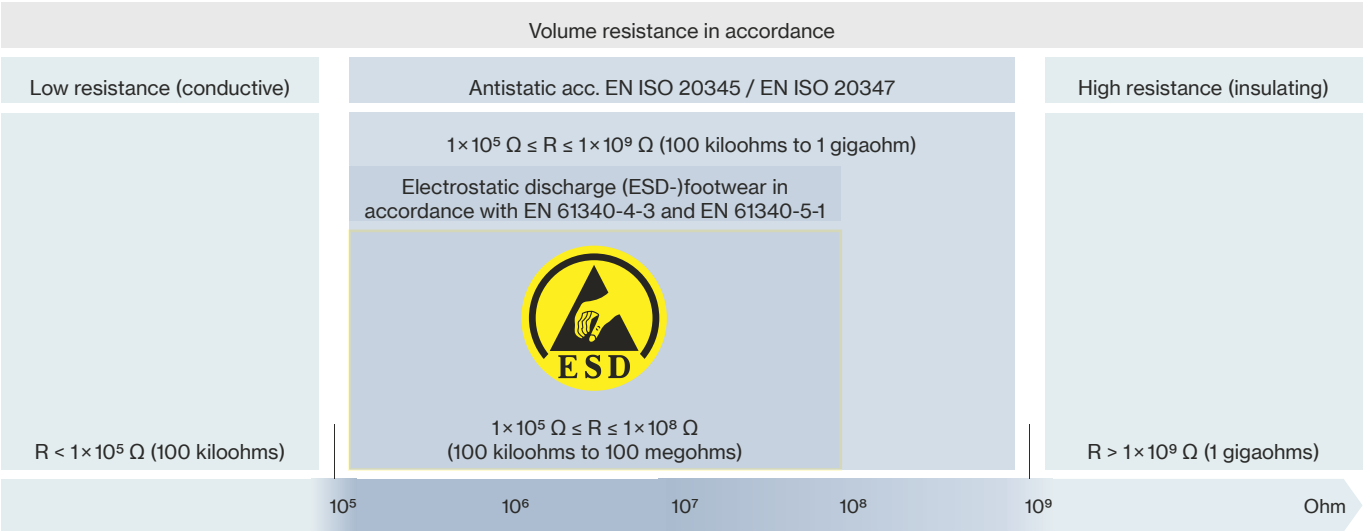 Volume resistance in accordance
Low resistance (conductive)
Antistatic acc. EN ISO 20345 / EN ISO 20347
High resistance (insulating)
1×10⁵ Ω ≤ R ≤ 1×10⁹ Ω (100 kiloohms to 1 gigaohm)
Electrostatic discharge (ESD-)footwear in
accordance with EN 61340-4-3 and EN 61340-5-1
ESD
1×10⁵ Ω ≤ R ≤ 1×10⁸ Ω
(100 kiloohms to 100 megohms)
R < 1×10⁵ Ω (100 kiloohms)
R > 1×10⁹ Ω (1 gigaohms)
10⁵ 10⁶ 10⁷ 10⁸ 10⁹ Ohm